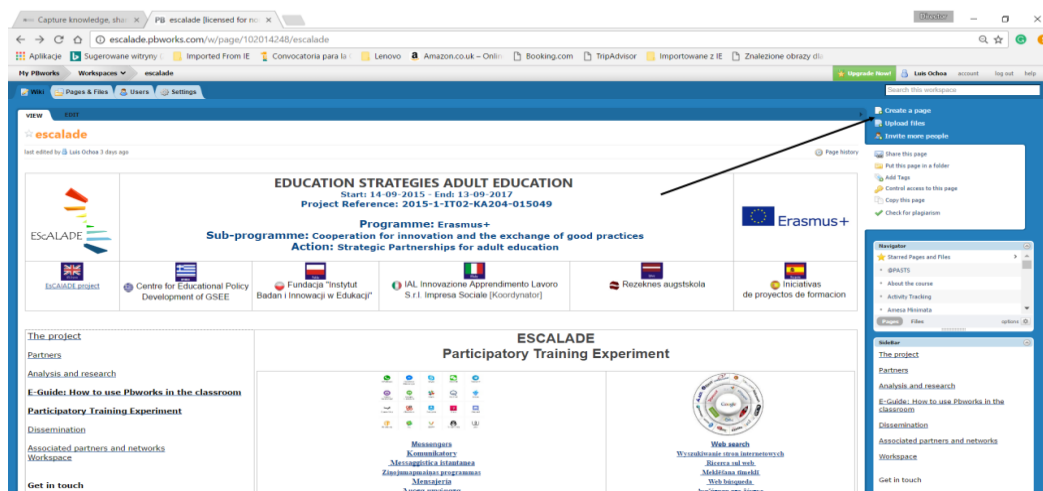 Capture knowledge, sha
PB escalade [licensed for no
Director
escalade.pbworks.com/w/page/102014248/escalade
Aplikacje
Sugerowane witryny
Imported From IE
Convocatoria para la
Lenovo
Amazon.co.uk – Onlin
Booking.com
TripAdvisor
Importowane z IE
Znalezione obrazy dla
My PBworks
Workspaces
escalade
Upgrade Now!
Luis Ochoa
account
log out
help
Wiki
Pages & Files
Users
Settings
Search this workspace
VIEW
EDIT
Create a page
Upload files
Invite more people
escalade
last edited by Luis Ochoa 3 days ago
Page history
Share this page
Put this page in a folder
Add Tags
Control access to this page
Copy this page
Check for plagiarism
EScALADE
EDUCATION STRATEGIES ADULT EDUCATION
Start: 14-09-2015 - End: 13-09-2017
Project Reference: 2015-1-IT02-KA204-015049
Programme: Erasmus+
Sub-programme: Cooperation for innovation and the exchange of good practices
Action: Strategic Partnerships for adult education
Erasmus+
EsCAlADE project
Centre for Educational Policy
Development of GSEE
Fundacja "Instytut
Badan i Innowacji w Edukacji"
IAL Innovazione Apprendimento Lavoro
S.r.l. Impresa Sociale [Koordynator]
Rezeknes augstskola
Iniciativas
de proyectos de formacion
Navigator
Starred Pages and Files
@PASTS
About the course
Activity Tracking
Amesa Minimata
Pages
Files
options
The project
Partners
Analysis and research
E-Guide: How to use Pbworks in the classroom
Participatory Training Experiment
Dissemination
Associated partners and networks
Workspace
Get in touch
ESCALADE
Participatory Training Experiment
Google
Messengers
Komunikatory
Messaggistica istantanea
Ziņojumapmaiņas programmas
Mensajería
Web search
Wyszukiwanie stron internetowych
Ricerca sul web
Meklēšana tīmeklī
Web búsqueda
SideBar
The project
Partners
Analysis and research
E-Guide: How to use Pbworks in the
classroom
Dissemination
Associated partners and networks
Workspace
Get in touch